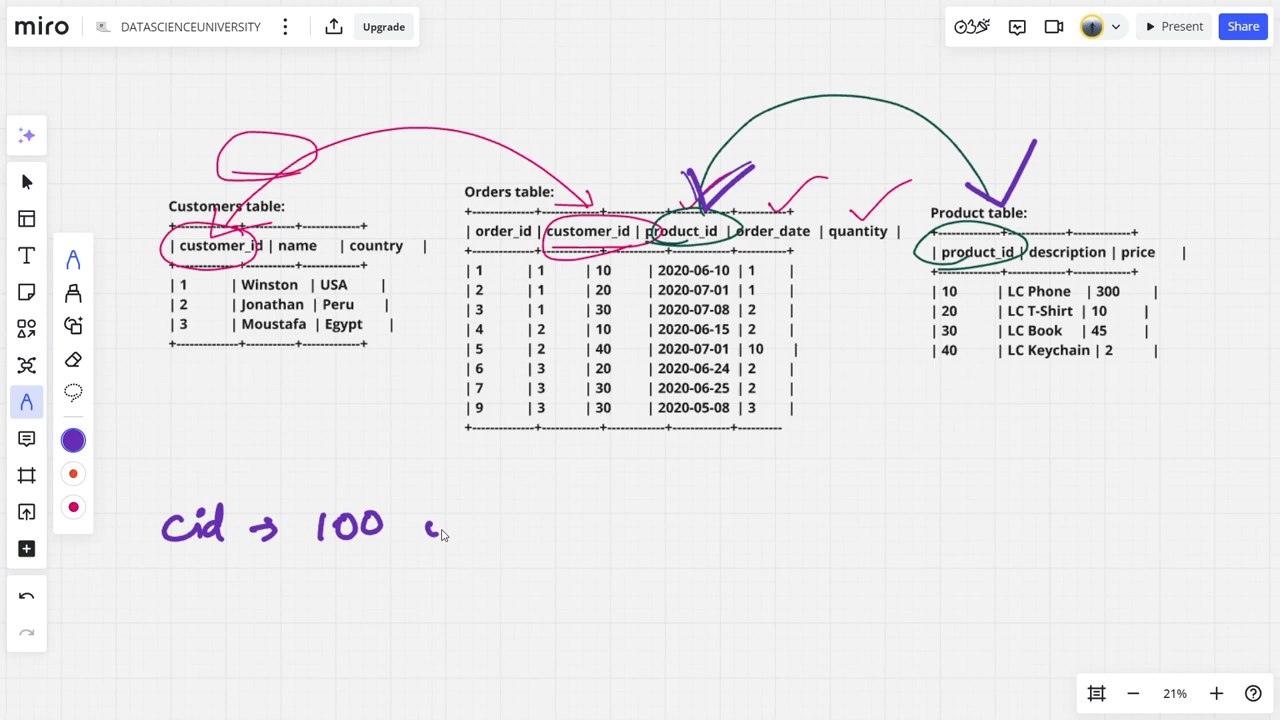 miro DATASCIENCEUNIVERSITY Upgrade Present Share
Customers table:
+--------------+-----------+-------------+
| customer_id | name | country |
+--------------+-----------+-------------+
| 1 | Winston | USA |
| 2 | Jonathan | Peru |
| 3 | Moustafa | Egypt |
+--------------+-----------+-------------+
Orders table:
+--------------+-------------+-------------+-------------+-----------+
| order_id | customer_id | product_id | order_date | quantity |
+--------------+-------------+-------------+-------------+-----------+
| 1 | 1 | 10 | 2020-06-10 | 1 |
| 2 | 1 | 20 | 2020-07-01 | 1 |
| 3 | 1 | 30 | 2020-07-08 | 2 |
| 4 | 2 | 10 | 2020-06-15 | 2 |
| 5 | 2 | 40 | 2020-07-01 | 10 |
| 6 | 3 | 20 | 2020-06-24 | 2 |
| 7 | 3 | 30 | 2020-06-25 | 2 |
| 9 | 3 | 30 | 2020-05-08 | 3 |
+--------------+-------------+-------------+-------------+----------
Product table:
+--------------+-------------+-------------+
| product_id | description | price |
+--------------+-------------+-------------+
| 10 | LC Phone | 300 |
| 20 | LC T-Shirt | 10 |
| 30 | LC Book | 45 |
| 40 | LC Keychain | 2 |
Cid → 100
21%